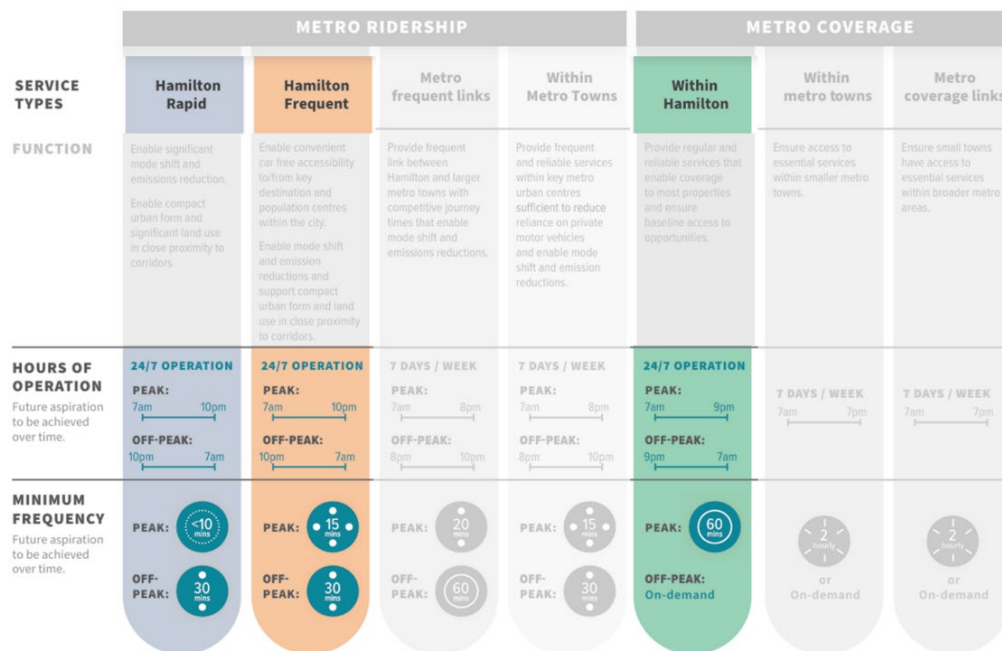 METRO RIDERSHIP
METRO COVERAGE
SERVICE
TYPES
Hamilton
Rapid
Hamilton
Frequent
Metro
frequent links
Within
Metro Towns
Within
Hamilton
Within
metro towns
Metro
coverage links
FUNCTION
Enable significant
mode shift and
emissions reduction.
Enable compact
urban form and
significant land use
in close proximity to
corridors
Enable convenient
car free accessibility
to/from key
destination and
population centres
within the city.
Enable mode shift
and emission
reductions and
support compact
urban form and land
use in close proximity
to corridors.
Provide frequent
link between
Hamilton and larger
metro towns with
competitive journey
times that enable
mode shift and
emissions reductions.
Provide frequent
and reliable services
within key metro
urban centres
sufficient to reduce
reliance on private
motor vehicles
and enable mode
shift and emission
reductions.
Provide regular and
reliable services that
enable coverage
to most properties
and ensure
baseline access to
opportunities.
Ensure access to
essential services
within smaller metro
towns.
Ensure small towns
have access to
essential services
within broader metro
areas.
HOURS OF
OPERATION
Future aspiration
to be achieved
over time.
24/7 OPERATION
PEAK:
7am 10pm
OFF-PEAK:
10pm 7am
24/7 OPERATION
PEAK:
7am 10pm
OFF-PEAK:
10pm 7am
7 DAYS / WEEK
PEAK:
7am 8pm
OFF-PEAK:
8pm 10pm
7 DAYS / WEEK
PEAK:
7am 8pm
OFF-PEAK:
8pm 10pm
24/7 OPERATION
PEAK:
7am 9pm
OFF-PEAK:
9pm 7am
7 DAYS / WEEK
7am 7pm
7 DAYS / WEEK
7am 7pm
MINIMUM
FREQUENCY
Future aspiration
to be achieved
over time.
PEAK:
<10
mins
OFF-
PEAK:
30
mins
PEAK:
15
mins
OFF-
PEAK:
30
mins
PEAK:
20
mins
OFF-
PEAK:
60
mins
PEAK:
15
mins
OFF-
PEAK:
30
mins
PEAK:
60
mins
OFF-PEAK:
On-demand
2
hourly
or
On-demand
2
hourly
or
On-demand